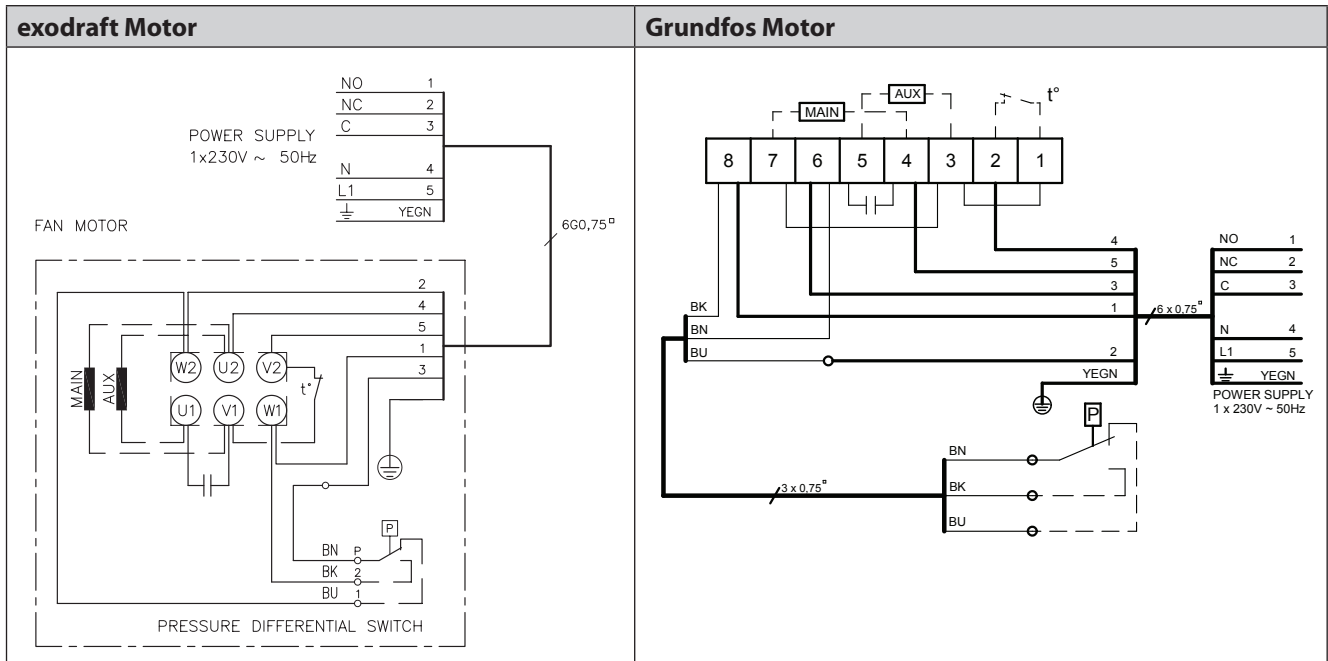 exodraft Motor
NO 1
NC 2
C 3
POWER SUPPLY
1x230V ~ 50Hz
N 4
L1 5
YEGN
6G0,75
FAN MOTOR
2
4
5
1
3
MAIN
AUX
W2 U2 V2
t°
U1 V1 W1
P
BN P
BK 2
BU 1
PRESSURE DIFFERENTIAL SWITCH
Grundfos Motor
AUX
t°
MAIN
8 7 6 5 4 3 2 1
4
5
3
1
2
YEGN
BK
BN
BU
6 x 0,75
NO 1
NC 2
C 3
N 4
L1 5
YEGN
POWER SUPPLY
1 x 230V ~ 50Hz
P
BN
BK
BU
3 x 0,75